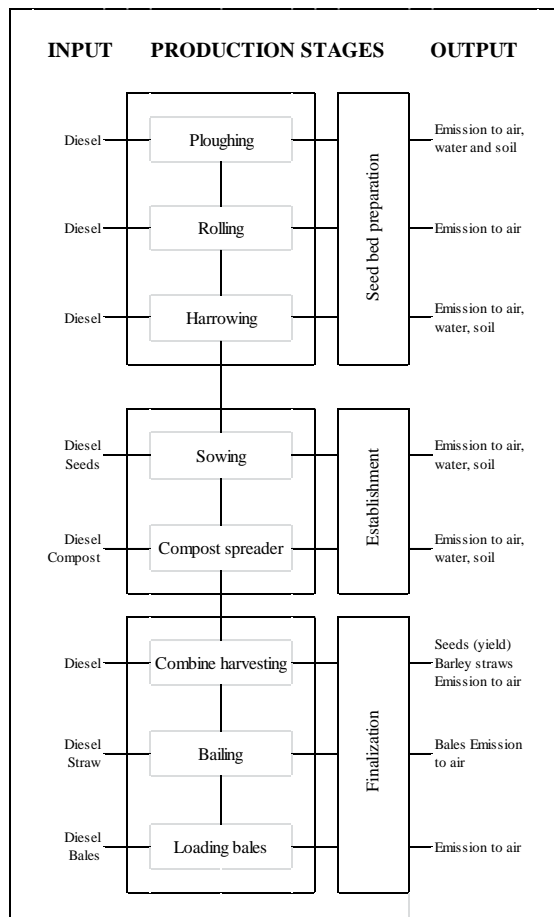 INPUT PRODUCTION STAGES OUTPUT
Diesel
Ploughing
Emission to air,
water and soil
Diesel
Rolling
Emission to air
Diesel
Harrowing
Emission to air,
water, soil
Seed bed preparation
Diesel
Seeds
Sowing
Emission to air,
water, soil
Diesel
Compost
Compost spreader
Emission to air,
water, soil
Establishment
Diesel
Combine harvesting
Seeds (yield)
Barley straws
Emission to air
Diesel
Straw
Bailing
Bales Emission
to air
Diesel
Bales
Loading bales
Emission to air
Finalization